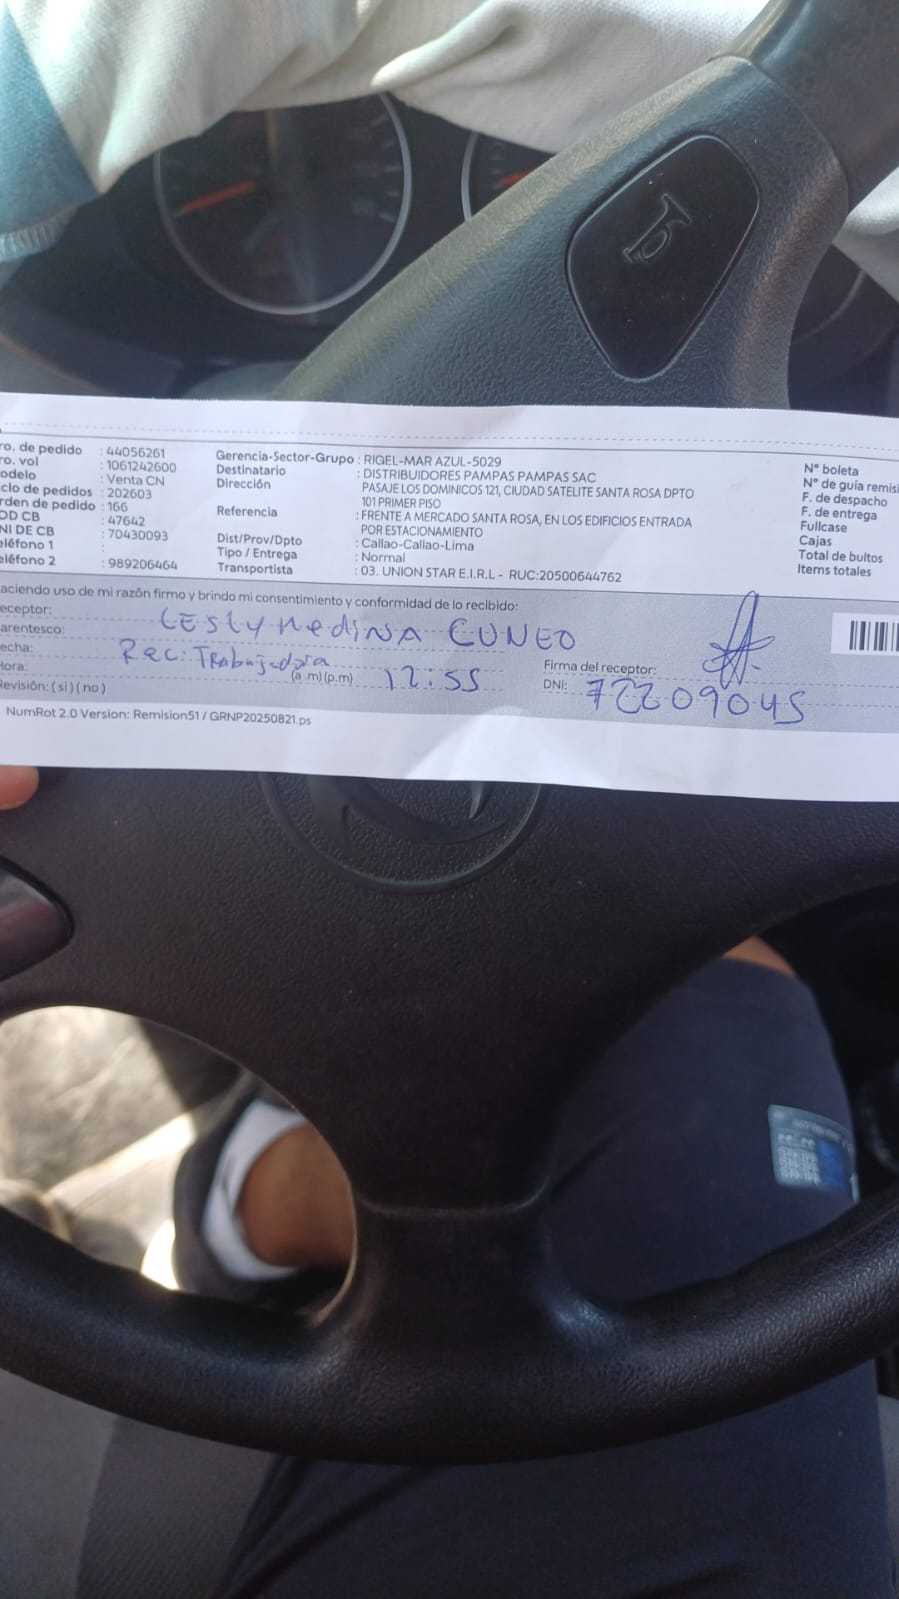 ro. de pedido : 44056261
ro. vol : 1061242600
odelo : Venta CN
clo de pedidos : 202603
rden de pedido : 166
OD CB : 47642
NI DE CB : 70430093
eléfono 1 :
eléfono 2 : 989206464
Gerencia-Sector-Grupo : RIGEL-MAR AZUL-5029
Destinatario : DISTRIBUIDORES PAMPAS PAMPAS SAC
Dirección PASAJE LOS DOMINICOS 121, CIUDAD SATELITE SANTA ROSA DPTO
101 PRIMER PISO
Referencia : FRENTE A MERCADO SANTA ROSA, EN LOS EDIFICIOS ENTRADA
POR ESTACIONAMIENTO
Dist/Prov/Dpto : Callao-Callao-Lima
Tipo / Entrega : Normal
Transportista : 03. UNION STAR E.I.R.L - RUC:20500644762
N° boleta
N° de guía remisi
F. de despacho
F. de entrega
Fullcase
Cajas
Total de bultos
Items totales
aciendo uso de mi razón firmo y brindo mi consentimiento y conformidad de lo recibido:
eceptor: LESLY MEDINA CUNEO
arentesco: Rec: Trabajadora
echa:
Hora: (a m)(p.m) 12:55
Revisión: ( si ) ( no )
Firma del receptor:
DNI: 72209045
NumRot 2.0 Version: Remision51 / GRNP20250821.ps